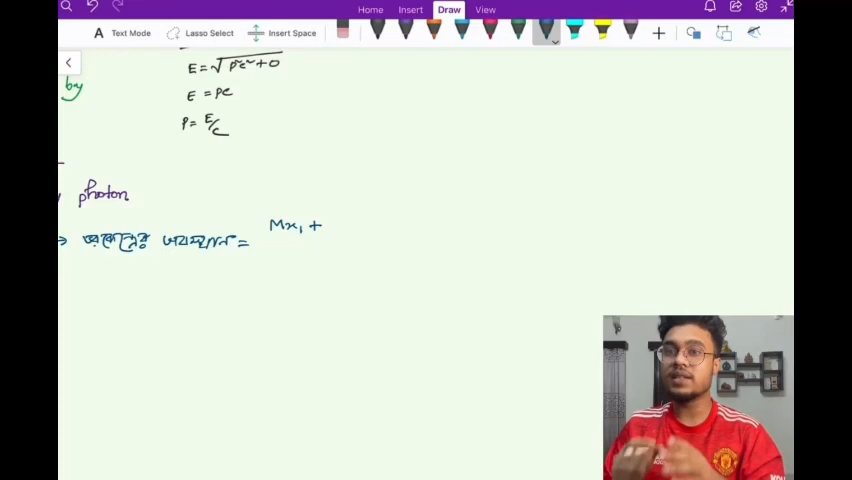 Home Insert Draw View
A Text Mode Lasso Select Insert Space
E = √p²c² + 0
by
E = pc
P = E/c
photon
→ ভরকেন্দ্রের অবস্থান = Mx₁ +